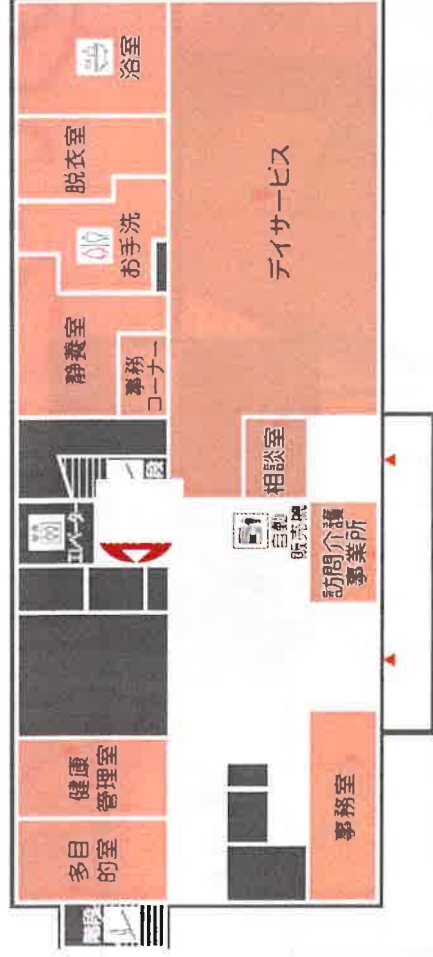 多目
的室
健康
管理室
エレベーター
静養室
事務
コーナー
お手洗
脱衣室
浴室
デイサービス
相談室
自動
販売機
訪問介護
事業所
事務室